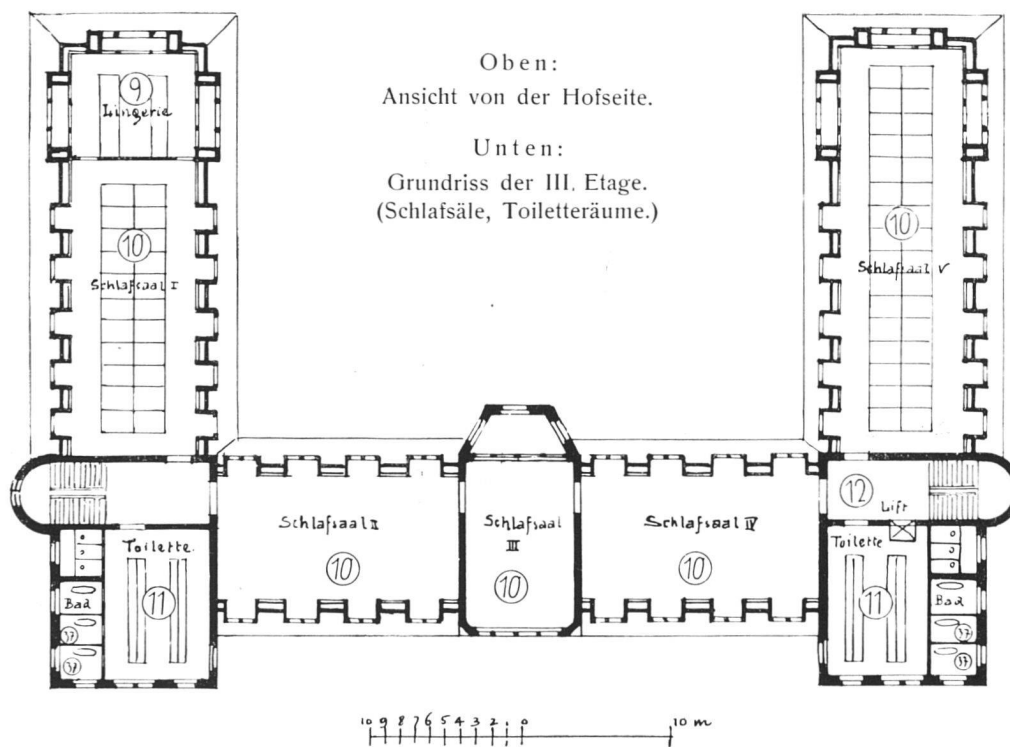 Oben:
Ansicht von der Hofseite.
Unten:
Grundriss der III. Etage.
(Schlafsäle, Toiletteräume.)
9
Lingerie
10
Schlafsaal I
10
Schlafsaal V
Schlafsaal II
10
Schlafsaal
III
10
Schlafsaal IV
10
12
Lift
Toilette.
11
Bad
37
37
Toilette
11
Bad
37
37
10 9 8 7 6 5 4 3 2 1 0 10 m